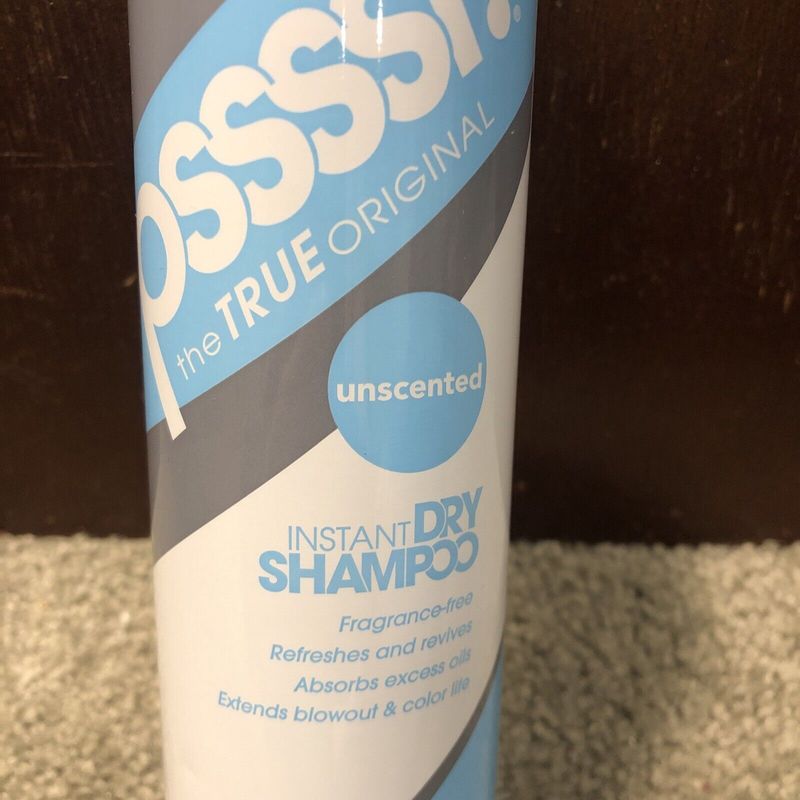 pssssst!®
the TRUE ORIGINAL
unscented
INSTANT DRY
SHAMPOO
Fragrance-free
Refreshes and revives
Absorbs excess oils
Extends blowout & color life